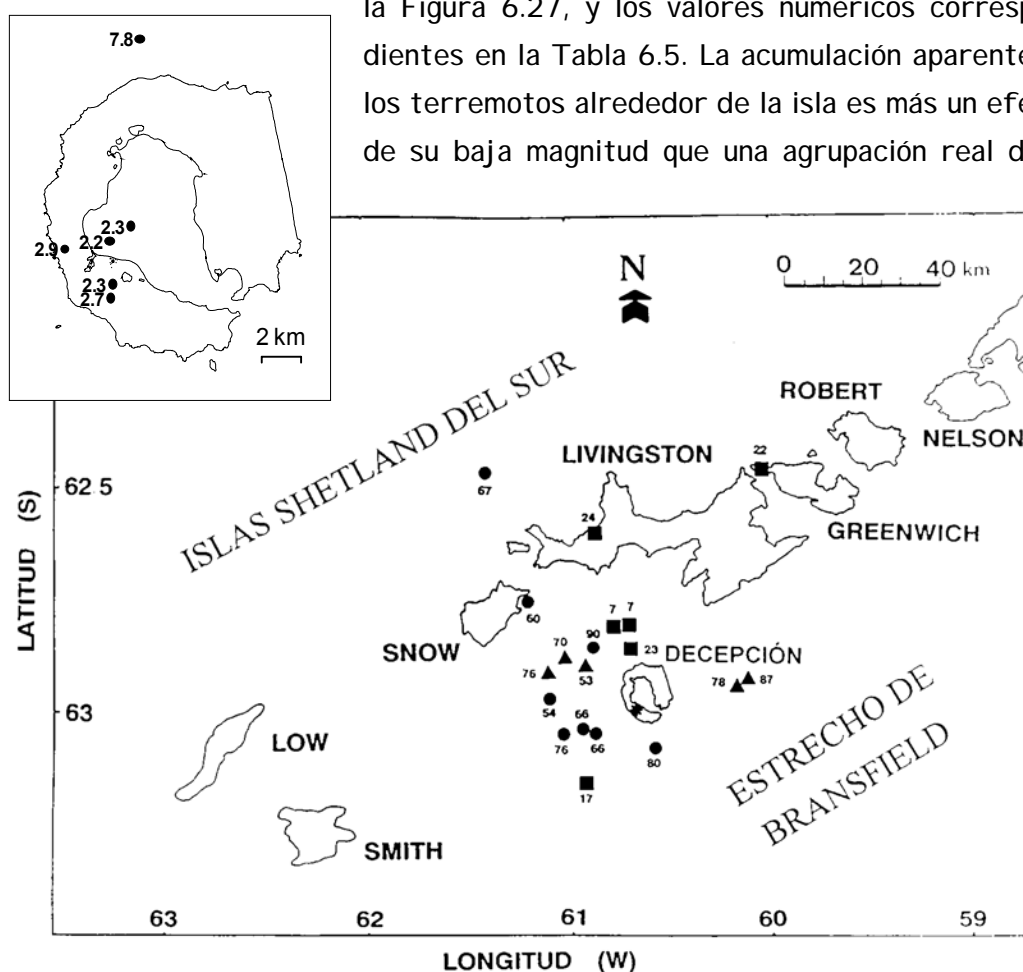 la Figura 6.27, y los valores numéricos corresp
dientes en la Tabla 6.5. La acumulación aparente
los terremotos alrededor de la isla es más un efe
de su baja magnitud que una agrupación real d
7.8
2.3
2.2
2.9
2.3
2.7
2 km
N
0 20 40 km
ISLAS SHETLAND DEL SUR
ROBERT
NELSON
LIVINGSTON
22
GREENWICH
67
24
60
SNOW
7 7
90
23
DECEPCIÓN
70
76
53
78
87
54
66
76
66
80
17
LOW
SMITH
ESTRECHO DE
BRANSFIELD
62.5
63
LATITUD (S)
63 62 61 60 59
LONGITUD (W)